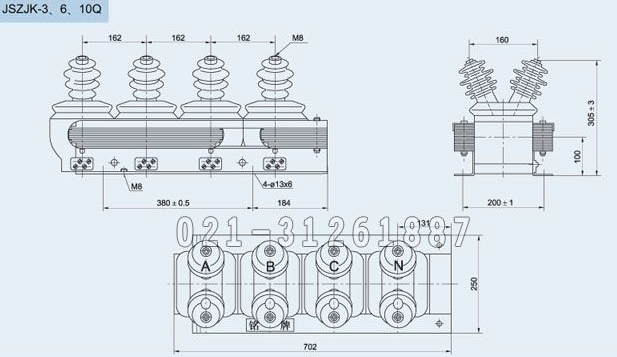 JSZJK-3、6、10Q
162
162
162
M8
160
305±3
100
M8
4-ø13x6
380±0.5
184
200±1
021-31261887
131
A
B
C
N
250
铭牌
702